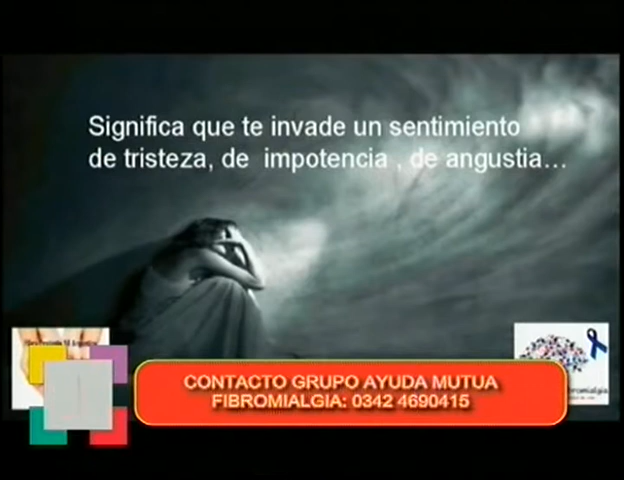 Significa que te invade un sentimiento
de tristeza, de impotencia , de angustia...
CONTACTO GRUPO AYUDA MUTUA
FIBROMIALGIA: 0342 4690415